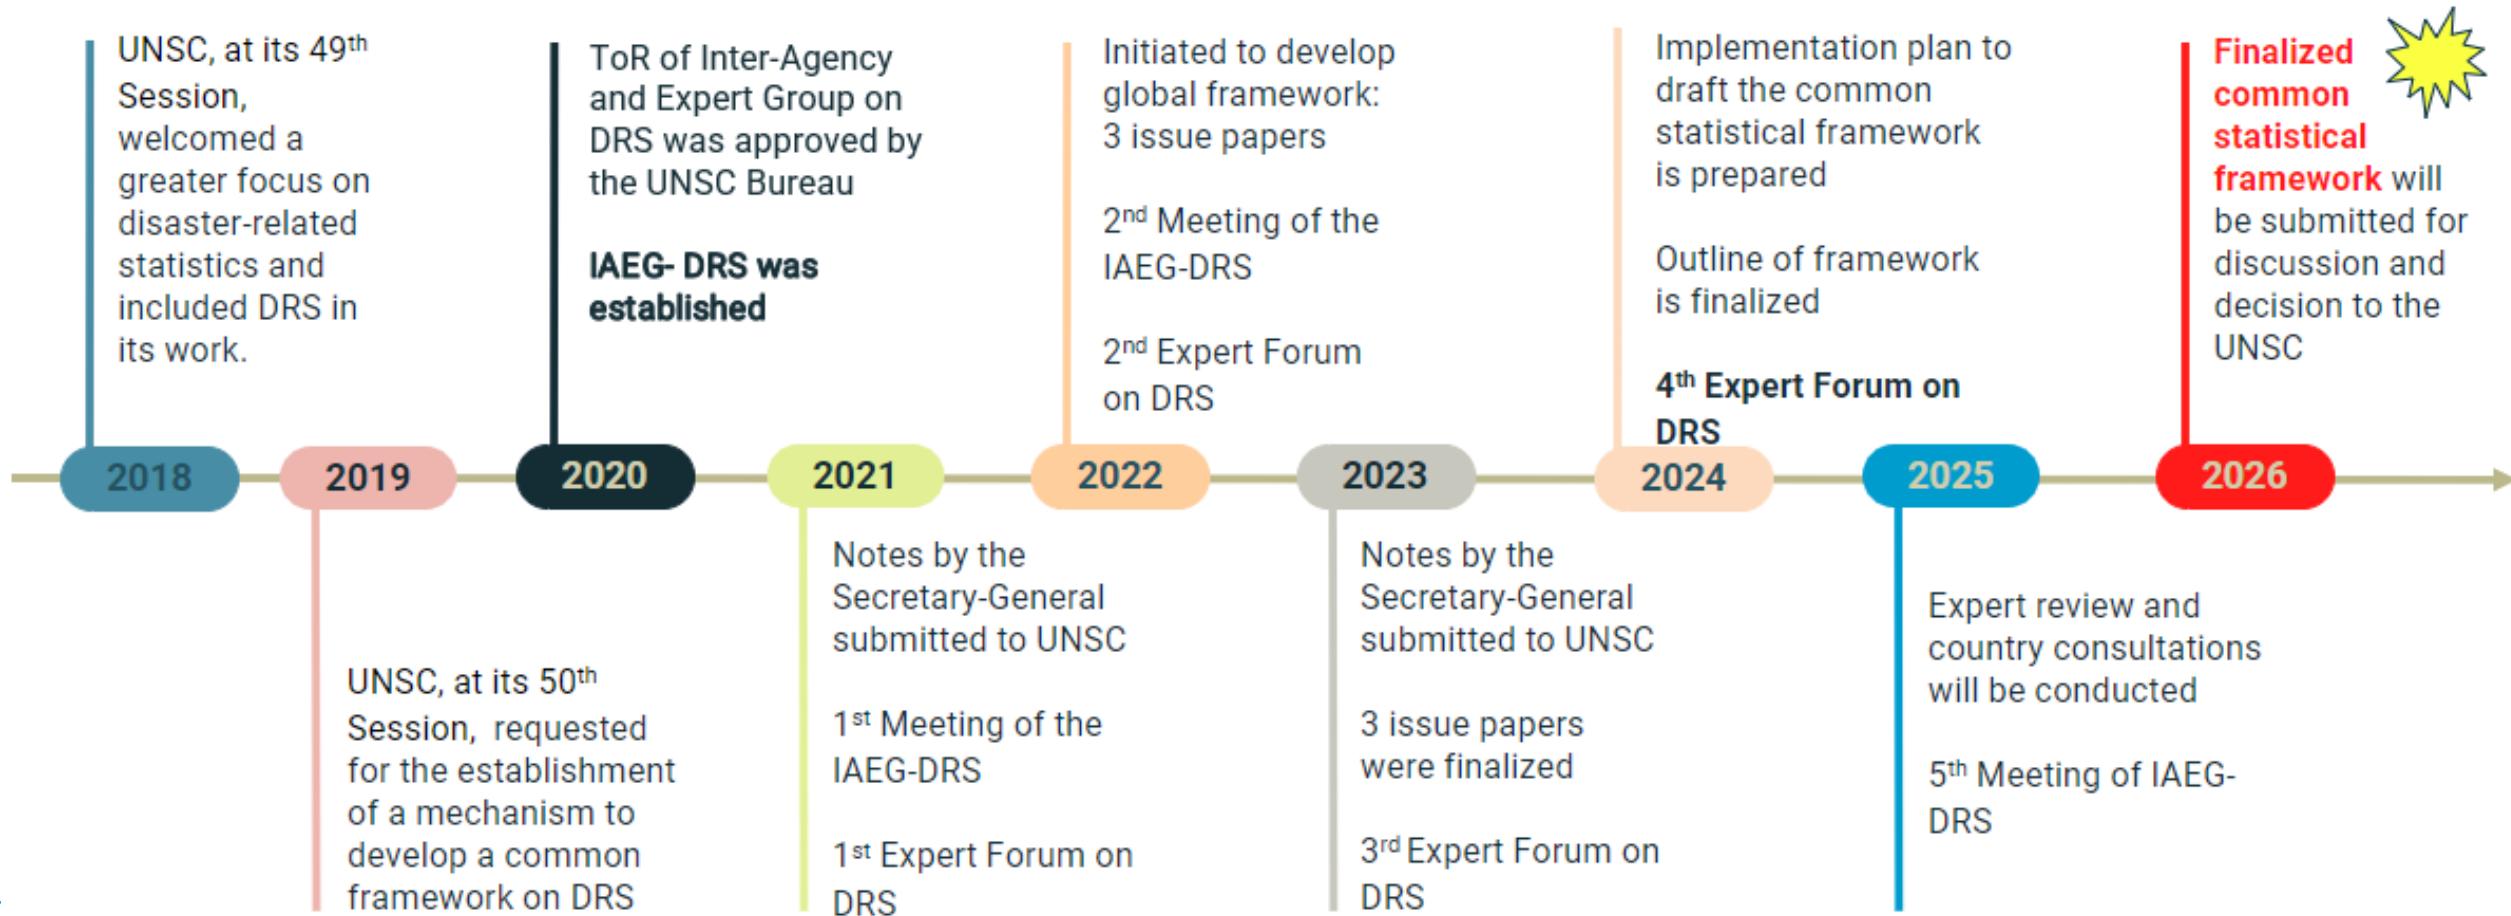 UNSC, at its 49th
Session,
welcomed a
greater focus on
disaster-related
statistics and
included DRS in
its work.
2018
2019
UNSC, at its 50th
Session, requested
for the establishment
of a mechanism to
develop a common
framework on DRS
ToR of Inter-Agency
and Expert Group on
DRS was approved by
the UNSC Bureau
IAEG- DRS was
established
2020
2021
Notes by the
Secretary-General
submitted to UNSC
1st Meeting of the
IAEG-DRS
1st Expert Forum on
DRS
Initiated to develop
global framework:
3 issue papers
2nd Meeting of the
IAEG-DRS
2nd Expert Forum
on DRS
2022
2023
Notes by the
Secretary-General
submitted to UNSC
3 issue papers
were finalized
3rd Expert Forum on
DRS
Implementation plan to
draft the common
statistical framework
is prepared
Outline of framework
is finalized
4th Expert Forum on
DRS
2024
2025
Expert review and
country consultations
will be conducted
5th Meeting of IAEG-
DRS
Finalized
common
statistical
framework will
be submitted for
discussion and
decision to the
UNSC
2026